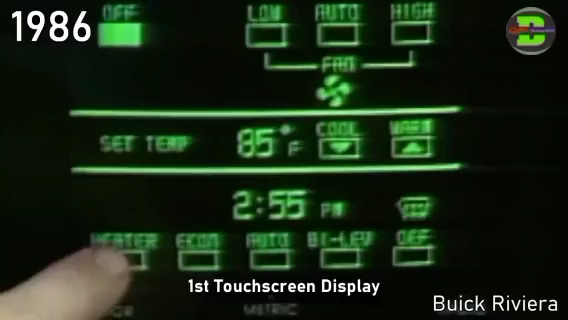 1986
OFF LOW AUTO HIGH
FAN
COOL WARM
SET TEMP 85°F
2:55 PM
HEATER ECON AUTO BI-LEV DEF
1st Touchscreen Display
METRIC
Buick Riviera